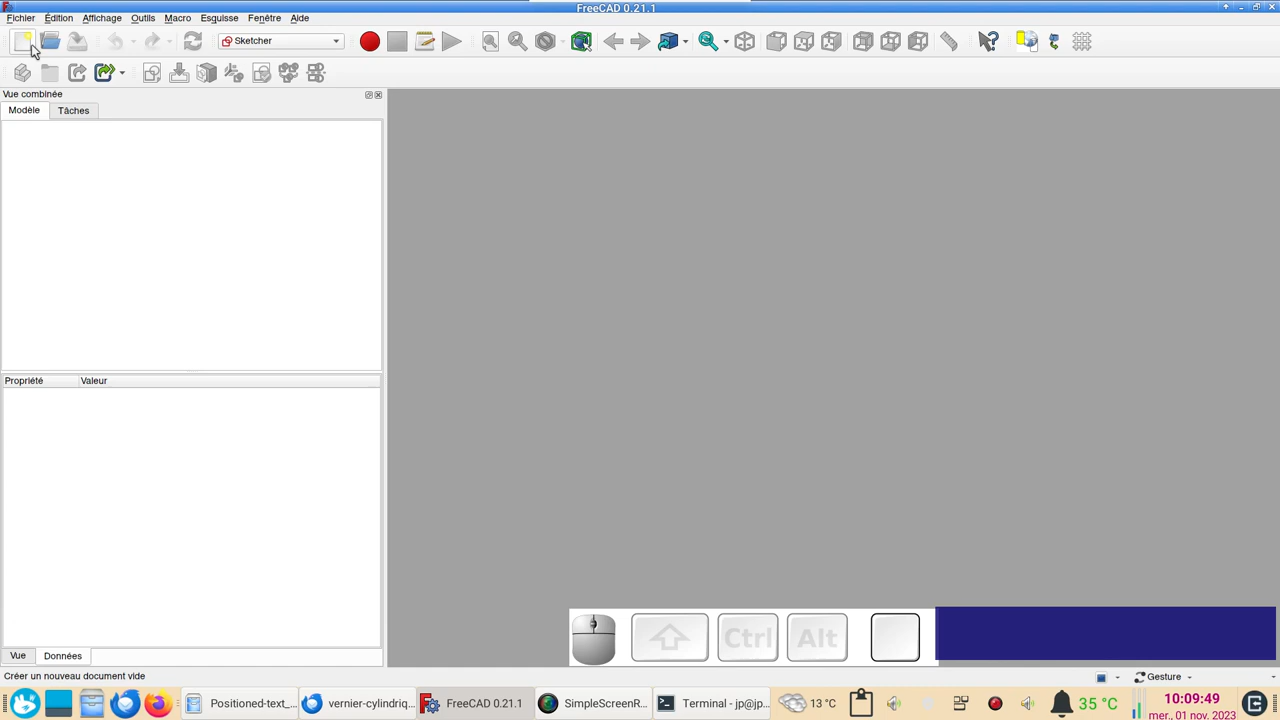 FreeCAD 0.21.1
Fichier Édition Affichage Outils Macro Esquisse Fenêtre Aide
Sketcher
Vue combinée
Modèle Tâches
Propriété Valeur
Ctrl Alt
Vue Données
Créer un nouveau document vide
Gesture
Positioned-text_... vernier-cylindriq... FreeCAD 0.21.1 SimpleScreenR... Terminal - jp@jp... 13 °C 35 °C
10:09:49
mer., 01 nov. 2023